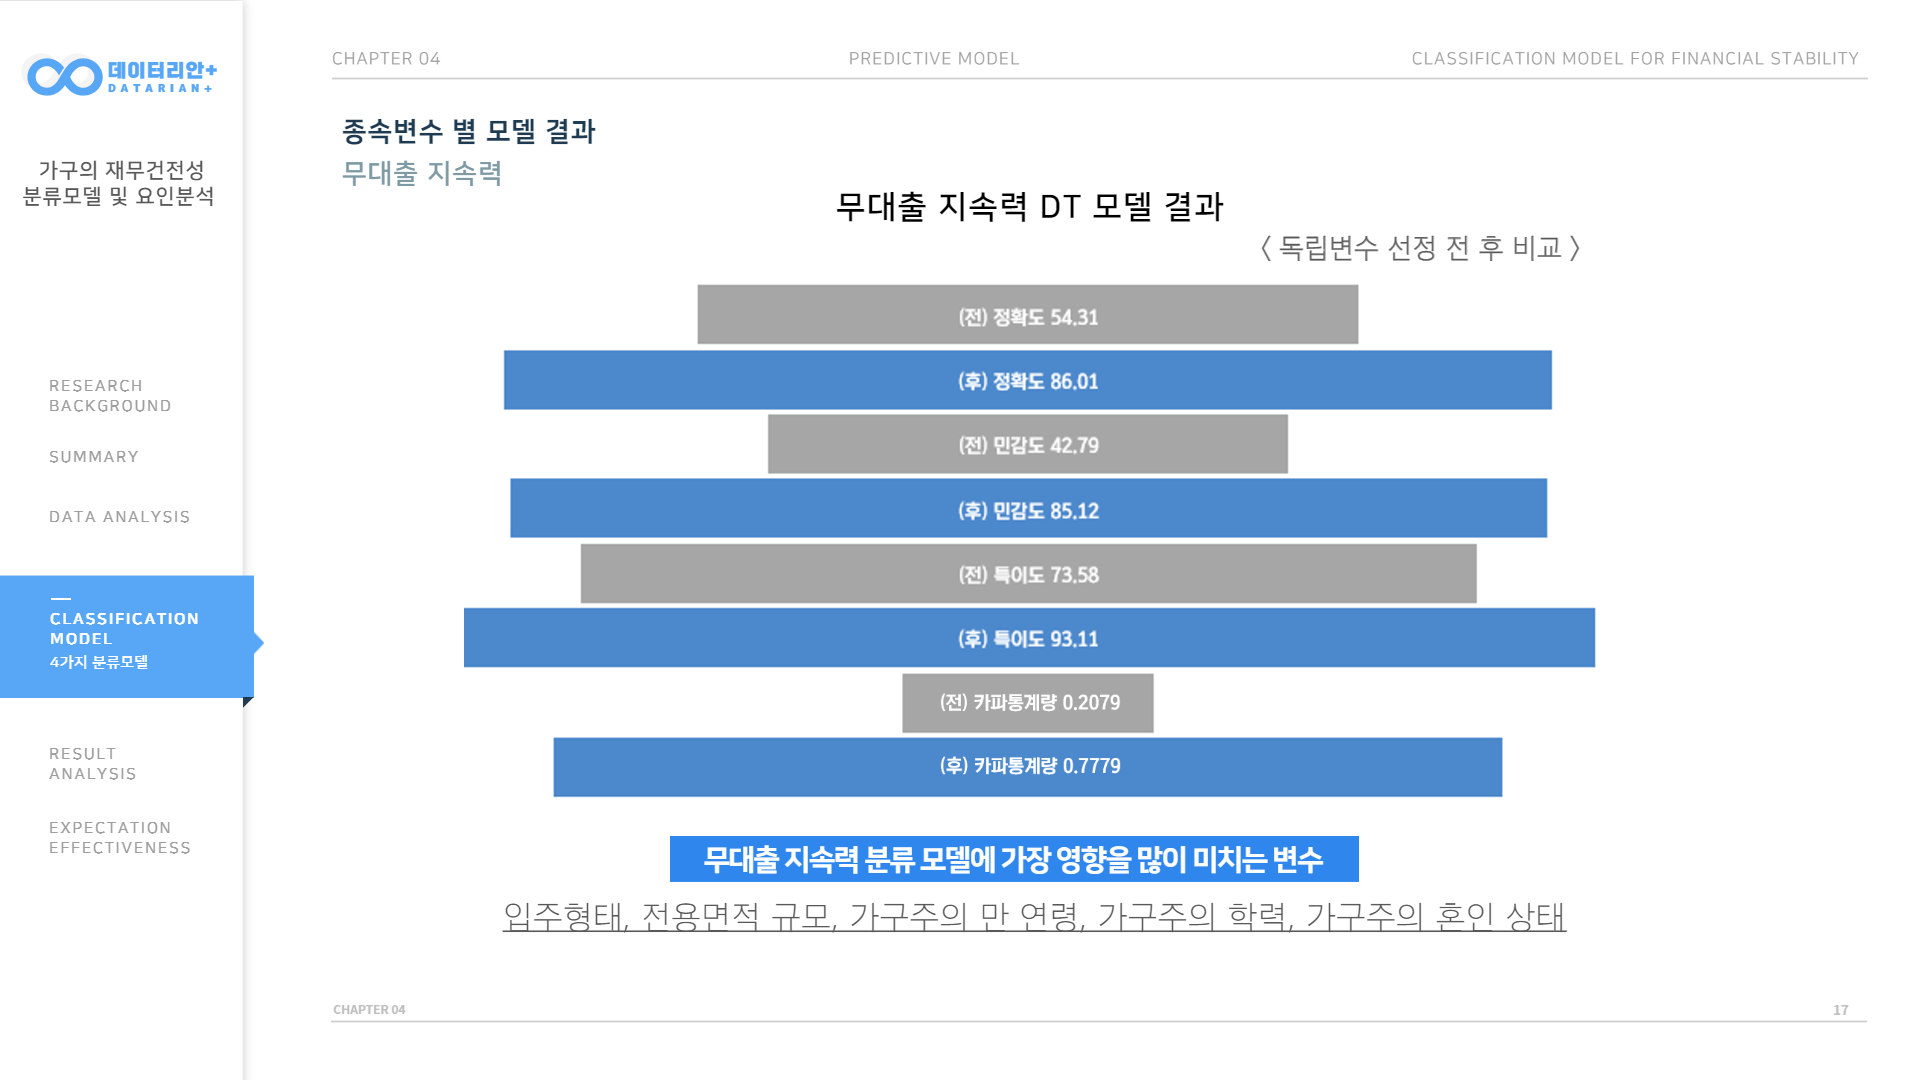 데이터리안+
DATARIAN+
가구의 재무건전성
분류모델 및 요인분석
RESEARCH
BACKGROUND
SUMMARY
DATA ANALYSIS
CLASSIFICATION
MODEL
4가지 분류모델
RESULT
ANALYSIS
EXPECTATION
EFFECTIVENESS
CHAPTER 04
PREDICTIVE MODEL
CLASSIFICATION MODEL FOR FINANCIAL STABILITY
종속변수 별 모델 결과
무대출 지속력
무대출 지속력 DT 모델 결과
〈 독립변수 선정 전 후 비교 〉
(전) 정확도 54.31
(후) 정확도 86.01
(전) 민감도 42.79
(후) 민감도 85.12
(전) 특이도 73.58
(후) 특이도 93.11
(전) 카파통계량 0.2079
(후) 카파통계량 0.7779
무대출 지속력 분류 모델에 가장 영향을 많이 미치는 변수
입주형태, 전용면적 규모, 가구주의 만 연령, 가구주의 학력, 가구주의 혼인 상태
CHAPTER 04
17